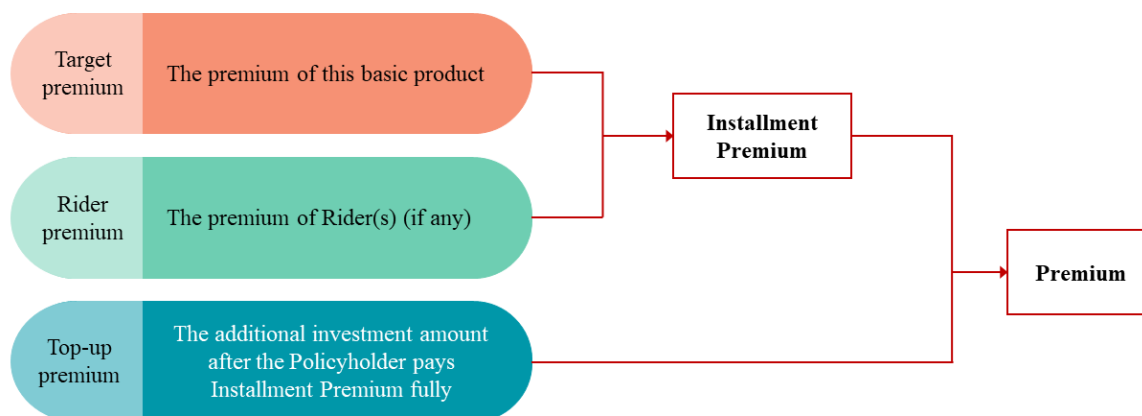 Target
premium
The premium of this basic product
Installment
Premium
Rider
premium
The premium of Rider(s) (if any)
Premium
Top-up
premium
The additional investment amount
after the Policyholder pays
Installment Premium fully